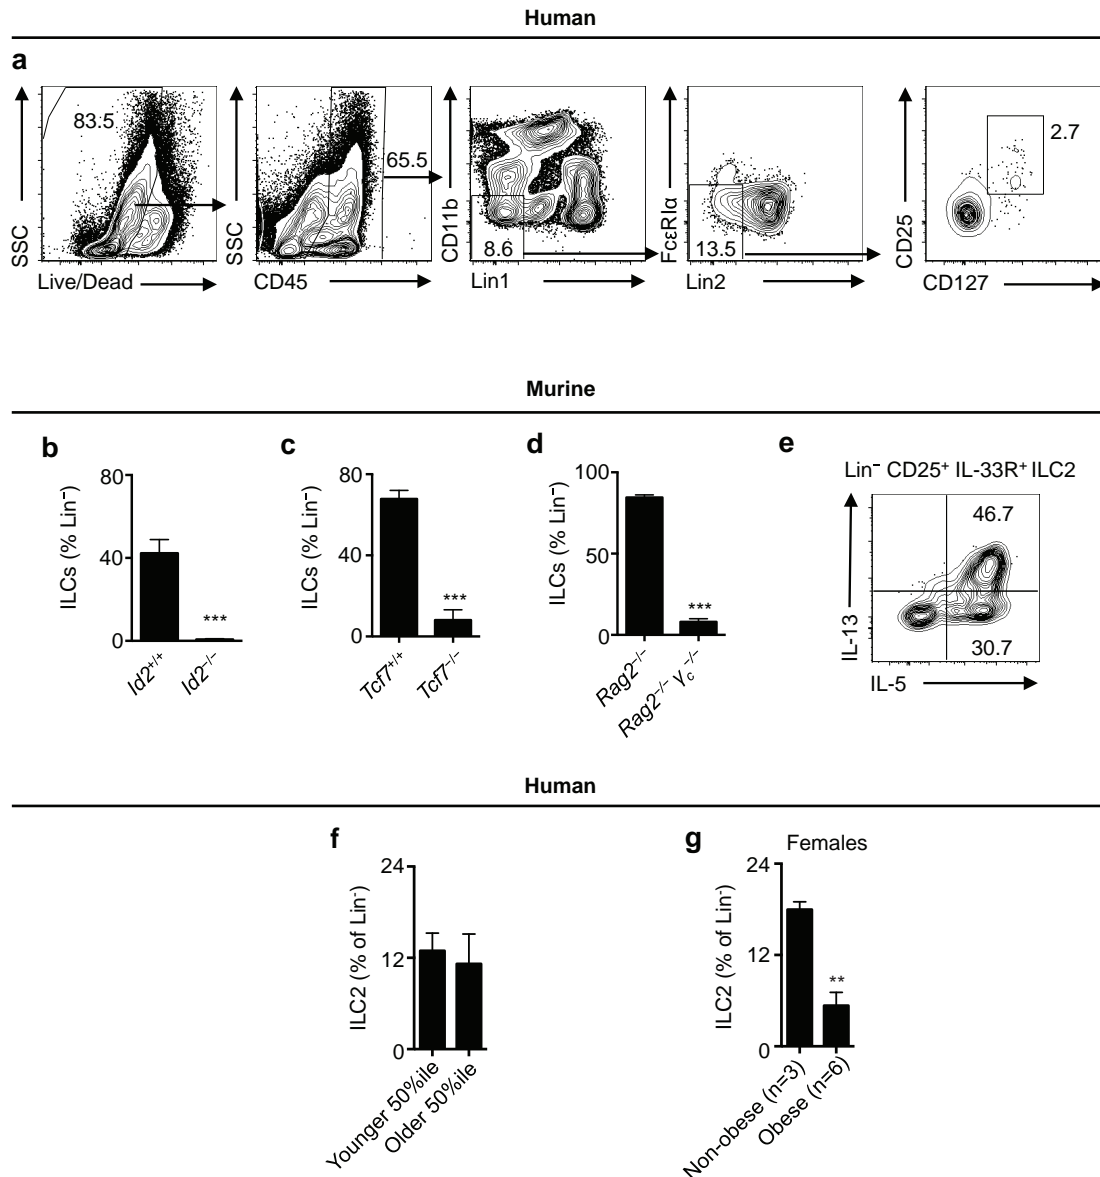 Human
a
83.5
SSC
Live/Dead
65.5
SSC
CD45
8.6
CD11b
Lin1
13.5
FcεRIα
Lin2
2.7
CD25
CD127
Murine
b
80
40
0
ILCs (% Lin⁻)
***
Id2⁺/⁺
Id2⁻/⁻
c
80
40
0
ILCs (% Lin⁻)
***
Tcf7⁺/⁺
Tcf7⁻/⁻
d
100
50
0
ILCs (% Lin⁻)
***
Rag2⁻/⁻
Rag2⁻/⁻ γc⁻/⁻
e
Lin⁻ CD25⁺ IL-33R⁺ ILC2
46.7
30.7
IL-13
IL-5
Human
f
24
12
0
ILC2 (% of Lin⁻)
Younger 50%ile
Older 50%ile
g
Females
24
12
0
ILC2 (% of Lin⁻)
**
Non-obese (n=3)
Obese (n=6)